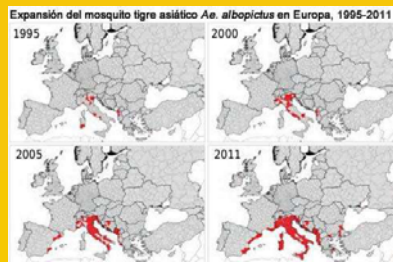 Expansión del mosquito tigre asiático Ae. albopictus en Europa, 1995-2011
1995
2000
2005
2011